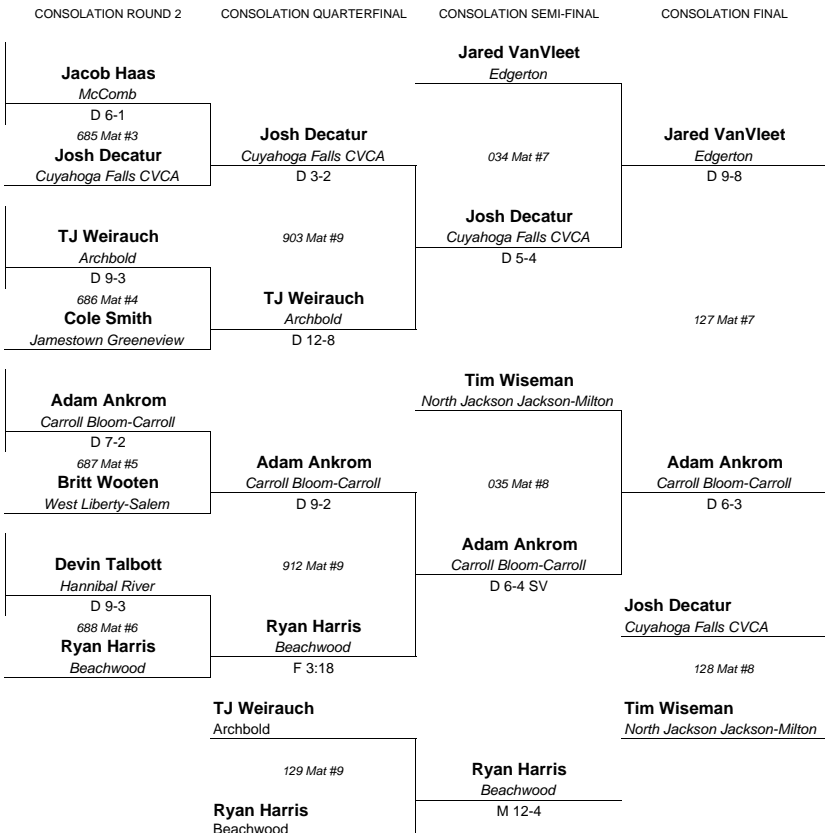 CONSOLATION ROUND 2
CONSOLATION QUARTERFINAL
CONSOLATION SEMI-FINAL
CONSOLATION FINAL
Jacob Haas
McComb
D 6-1
685 Mat #3
Josh Decatur
Cuyahoga Falls CVCA
TJ Weirauch
Archbold
D 9-3
686 Mat #4
Cole Smith
Jamestown Greeneview
Adam Ankrom
Carroll Bloom-Carroll
D 7-2
687 Mat #5
Britt Wooten
West Liberty-Salem
Devin Talbott
Hannibal River
D 9-3
688 Mat #6
Ryan Harris
Beachwood
Josh Decatur
Cuyahoga Falls CVCA
D 3-2
903 Mat #9
TJ Weirauch
Archbold
D 12-8
Adam Ankrom
Carroll Bloom-Carroll
D 9-2
912 Mat #9
Ryan Harris
Beachwood
F 3:18
TJ Weirauch
Archbold
129 Mat #9
Ryan Harris
Beachwood
Jared VanVleet
Edgerton
034 Mat #7
Josh Decatur
Cuyahoga Falls CVCA
D 5-4
Tim Wiseman
North Jackson Jackson-Milton
035 Mat #8
Adam Ankrom
Carroll Bloom-Carroll
D 6-4 SV
Ryan Harris
Beachwood
M 12-4
Jared VanVleet
Edgerton
D 9-8
127 Mat #7
Adam Ankrom
Carroll Bloom-Carroll
D 6-3
Josh Decatur
Cuyahoga Falls CVCA
128 Mat #8
Tim Wiseman
North Jackson Jackson-Milton